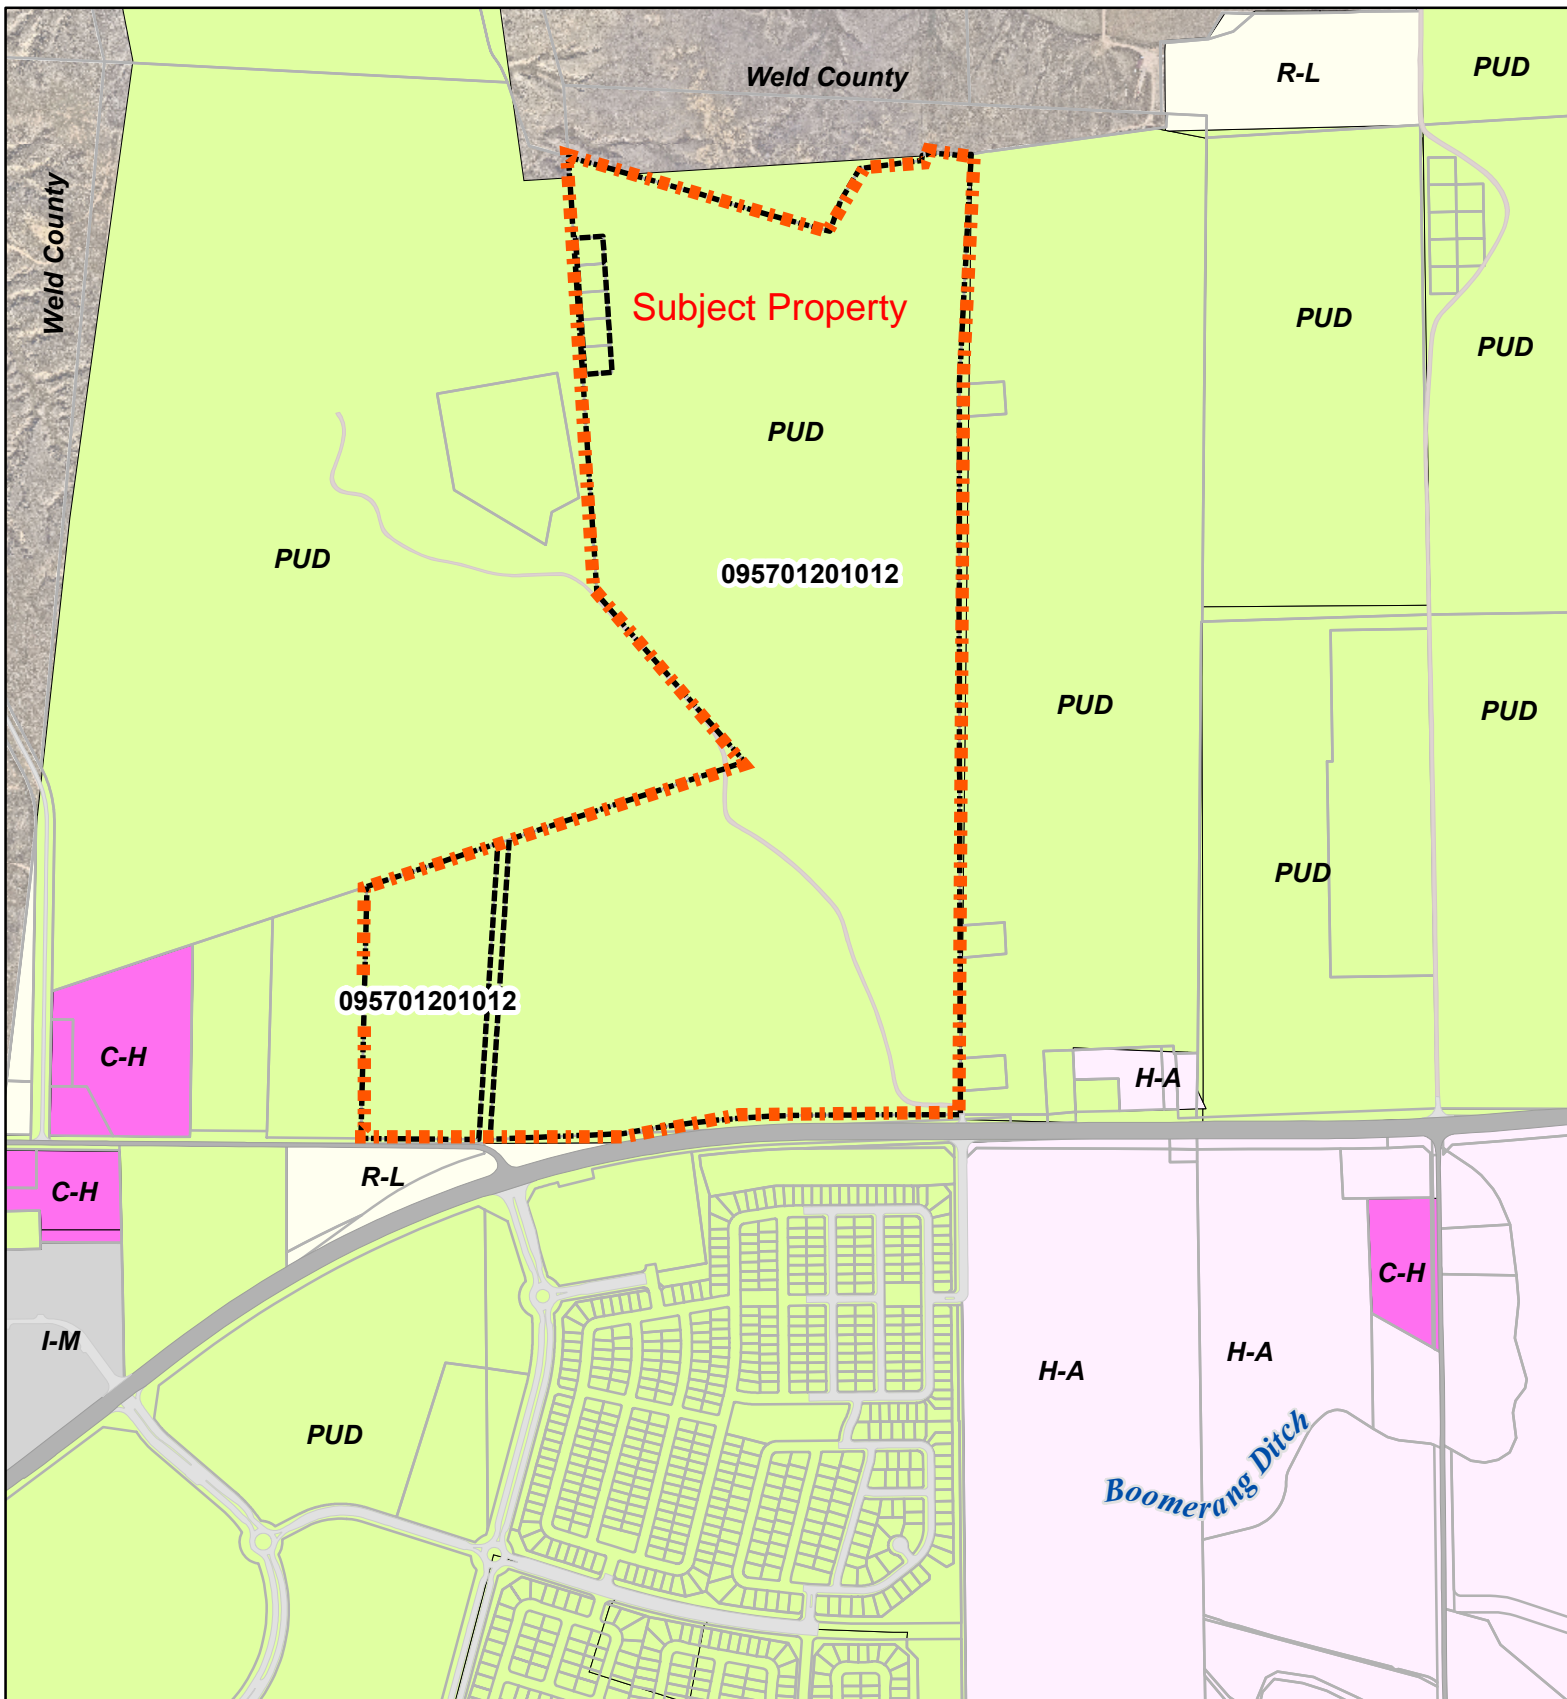 Weld County
R-L
PUD
Weld County
Subject Property
PUD
PUD
PUD
PUD
095701201012
PUD
PUD
PUD
095701201012
C-H
H-A
R-L
C-H
C-H
I-M
H-A
H-A
PUD
Boomerang Ditch